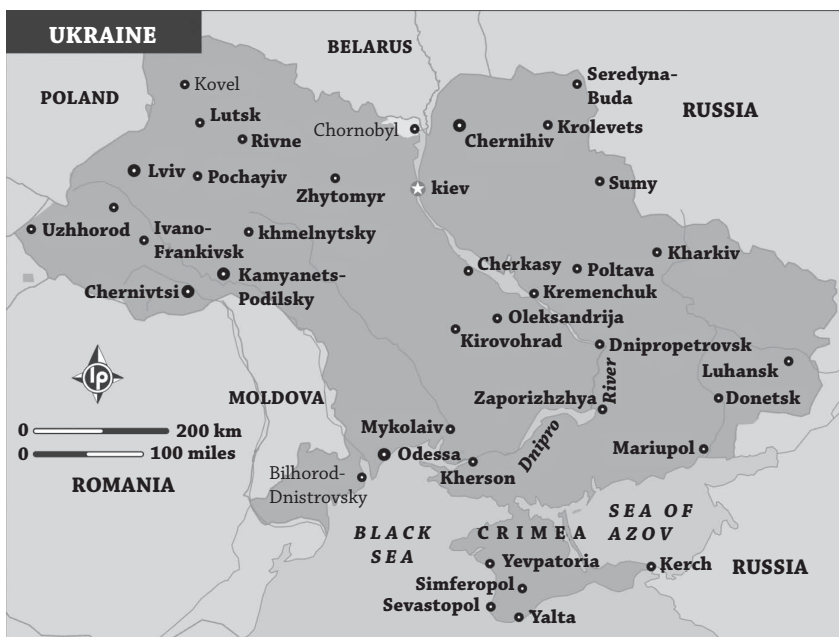 UKRAINE
BELARUS
POLAND
RUSSIA
Kovel
Seredyna-
Buda
Lutsk
Rivne
Chornobyl
Chernihiv
Krolevets
Lviv
Pochayiv
Zhytomyr
kiev
Sumy
Uzhhorod
Ivano-
Frankivsk
khmelnytsky
Kharkiv
Chernivtsi
Kamyanets-
Podilsky
Cherkasy
Poltava
Kremenchuk
Oleksandrija
Kirovohrad
Dnipropetrovsk
Luhansk
LP
MOLDOVA
Zaporizhzhya
River
Donetsk
0 200 km
0 100 miles
Mykolaiv
Odessa
Dnipro
Mariupol
ROMANIA
Bilhorod-
Dnistrovsky
Kherson
BLACK
SEA
CRIMEA
SEA OF
AZOV
Yevpatoria
Kerch
RUSSIA
Simferopol
Sevastopol
Yalta